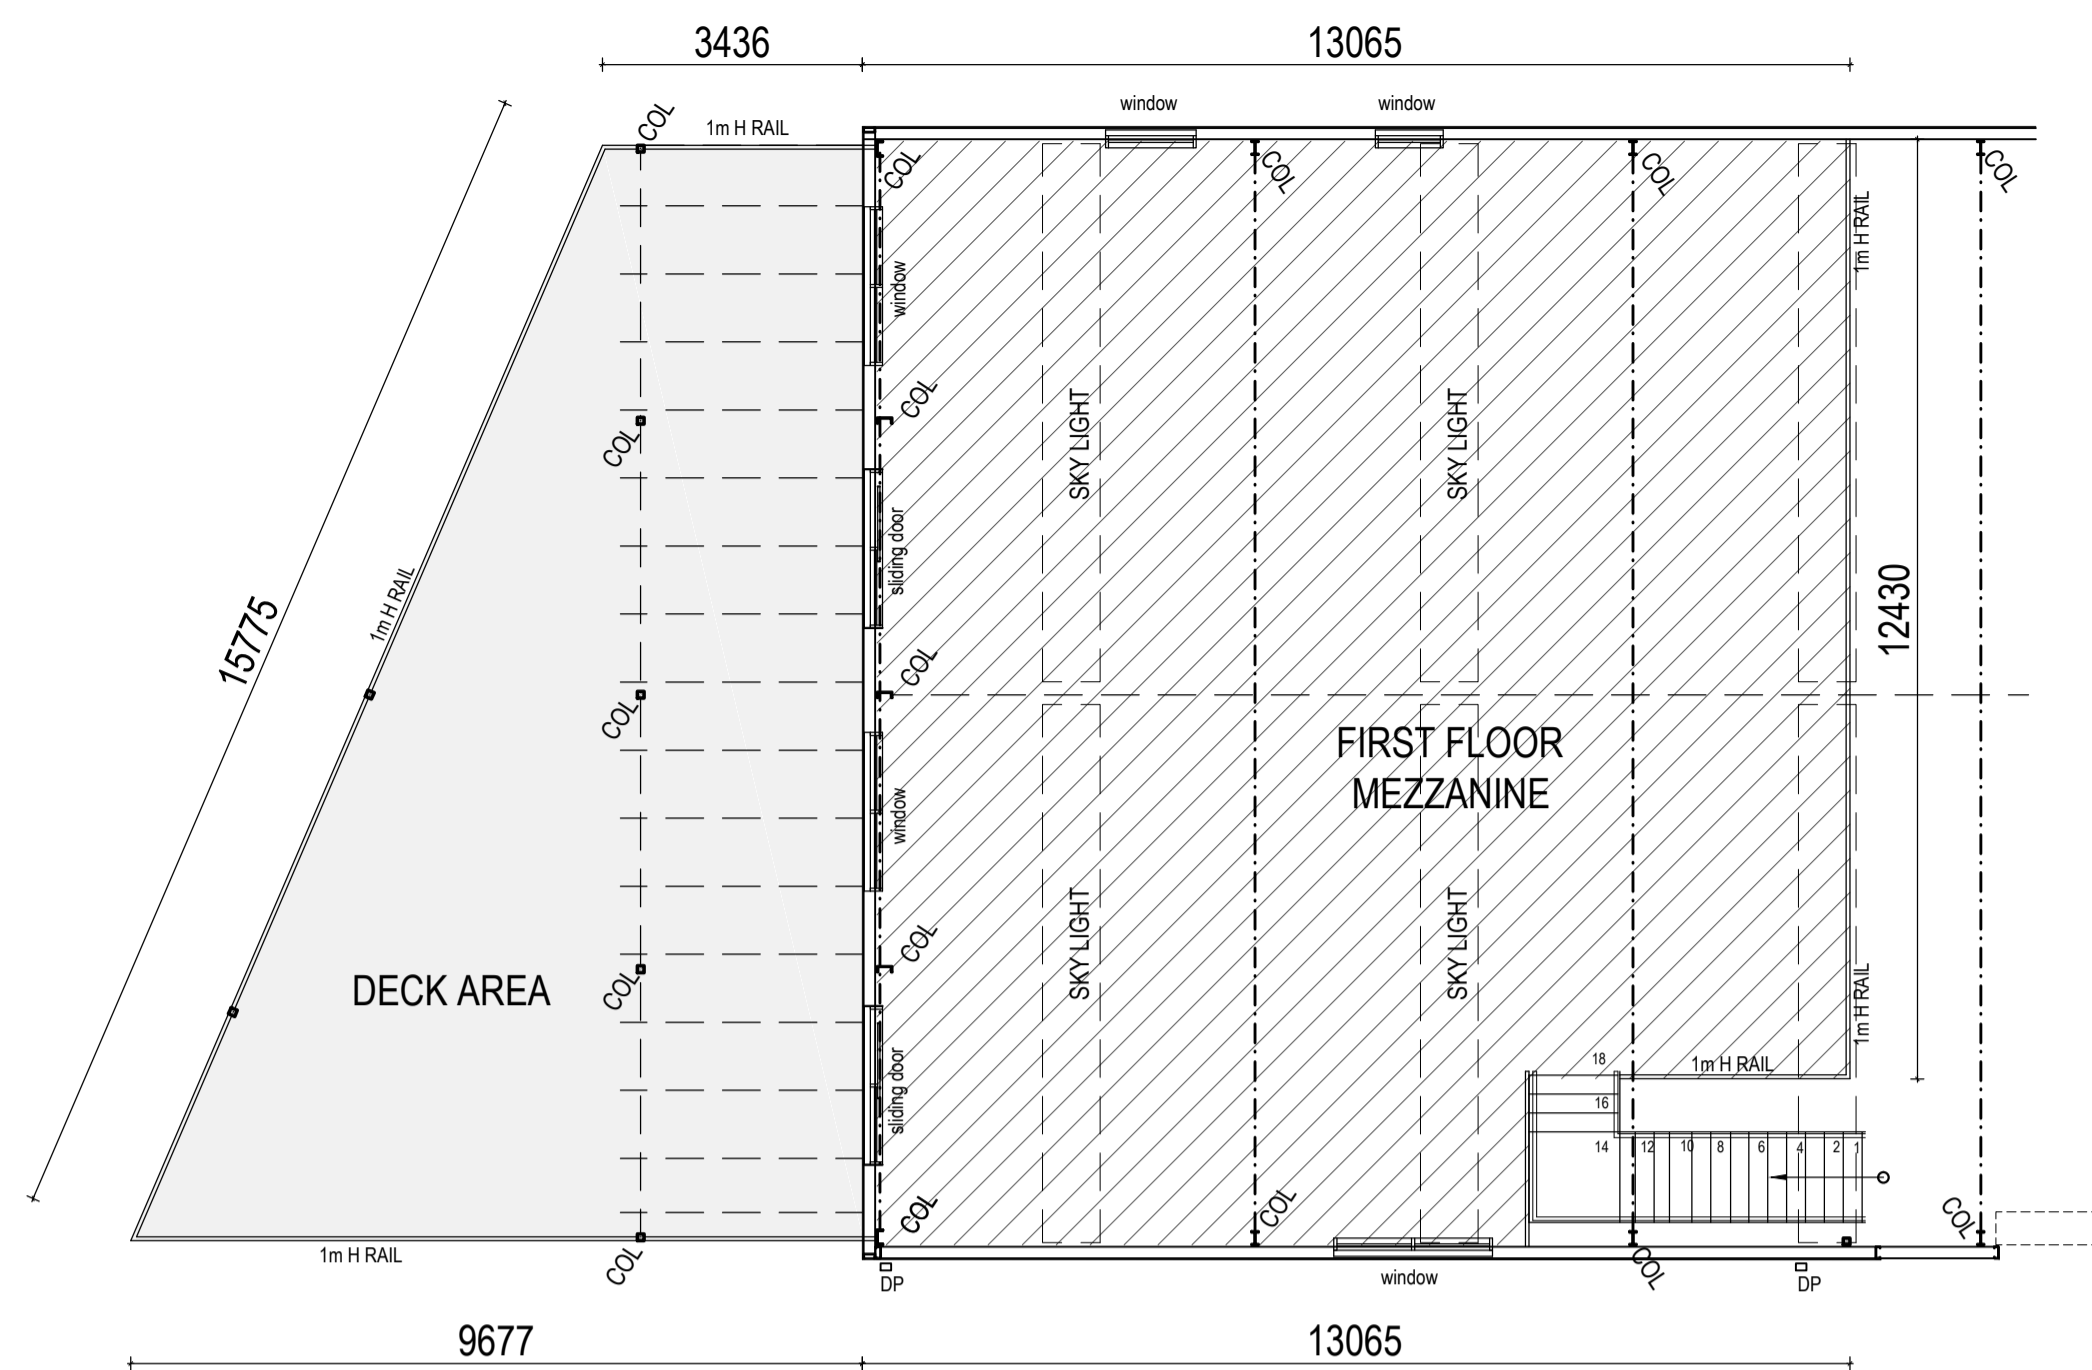 3436
13065
window
window
COL
1m H RAIL
COL
COL
COL
COL
1m H RAIL
window
COL
COL
SKY LIGHT
SKY LIGHT
sliding door
1m H RAIL
15775
12430
COL
COL
FIRST FLOOR
MEZZANINE
window
SKY LIGHT
SKY LIGHT
COL
COL
DECK AREA
1m H RAIL
sliding door
18
1m H RAIL
16
14
12
10
8
6
4
2
1
COL
COL
COL
1m H RAIL
COL
COL
window
DP
DP
9677
13065